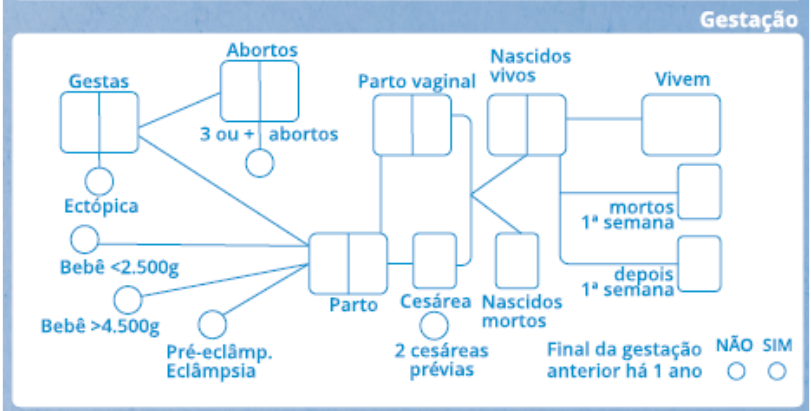 Gestação
Abortos
Gestas
3 ou + abortos
Ectópica
Bebê <2.500g
Bebê >4.500g
Pré-eclâmp.
Eclâmpsia
Parto
Parto vaginal
Cesárea
2 cesáreas
prévias
Nascidos
vivos
Nascidos
mortos
Vivem
mortos
1ª semana
depois
1ª semana
Final da gestação
anterior há 1 ano
NÃO SIM